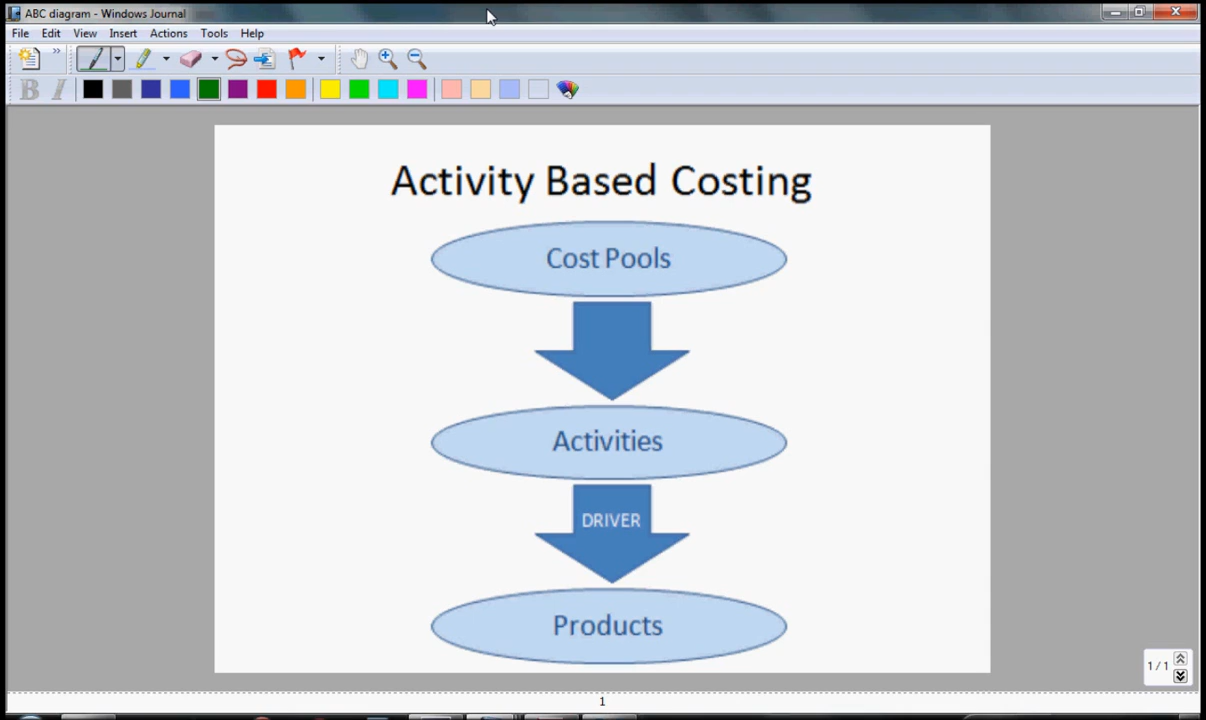 ABC diagram - Windows Journal
File Edit View Insert Actions Tools Help
B I
Activity Based Costing
Cost Pools
Activities
DRIVER
Products
1 / 1
1